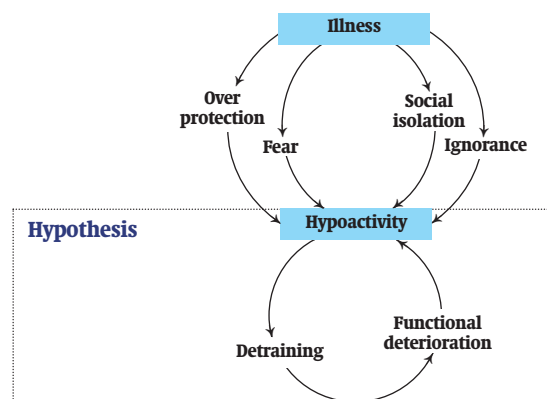 Illness
Over
protection
Social
isolation
Fear
Ignorance
Hypoactivity
Hypothesis
Functional
deterioration
Detraining